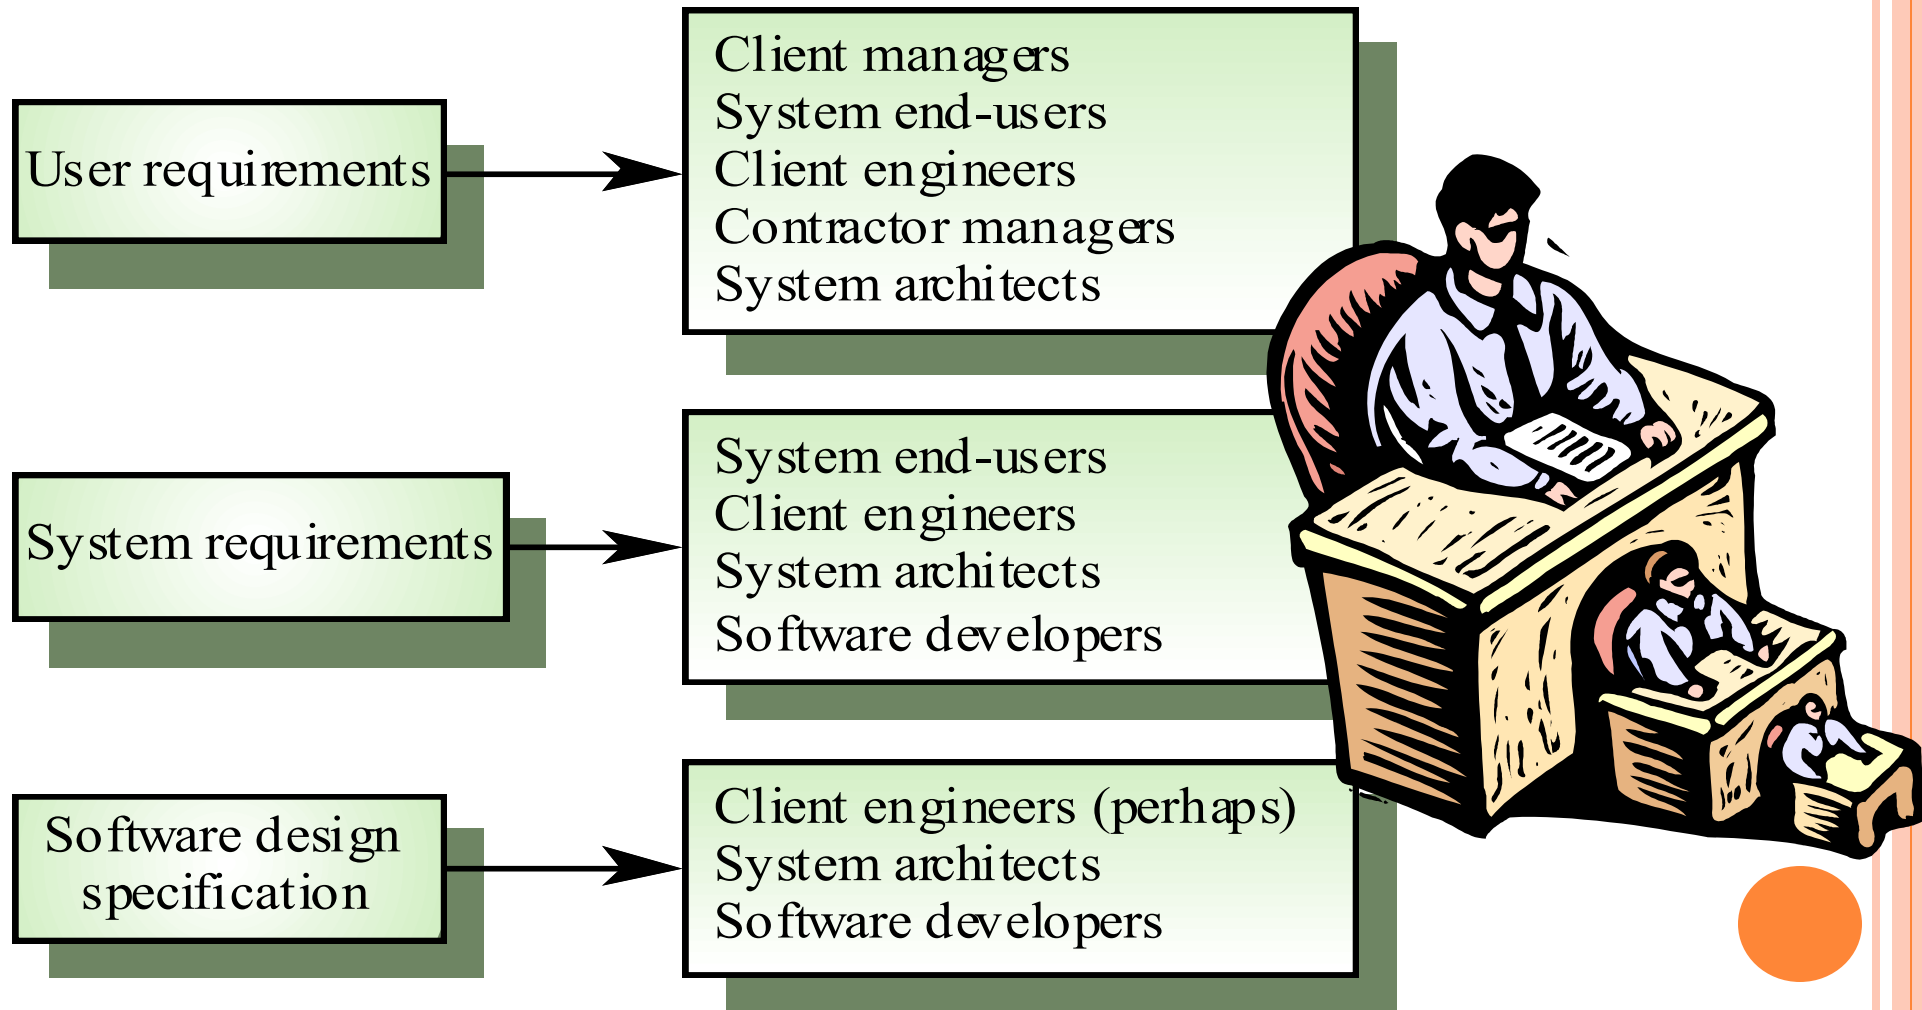 User requirements
Client managers
System end-users
Client engineers
Contractor managers
System architects
System requirements
System end-users
Client engineers
System architects
Software developers
Software design
specification
Client engineers (perhaps)
System architects
Software developers